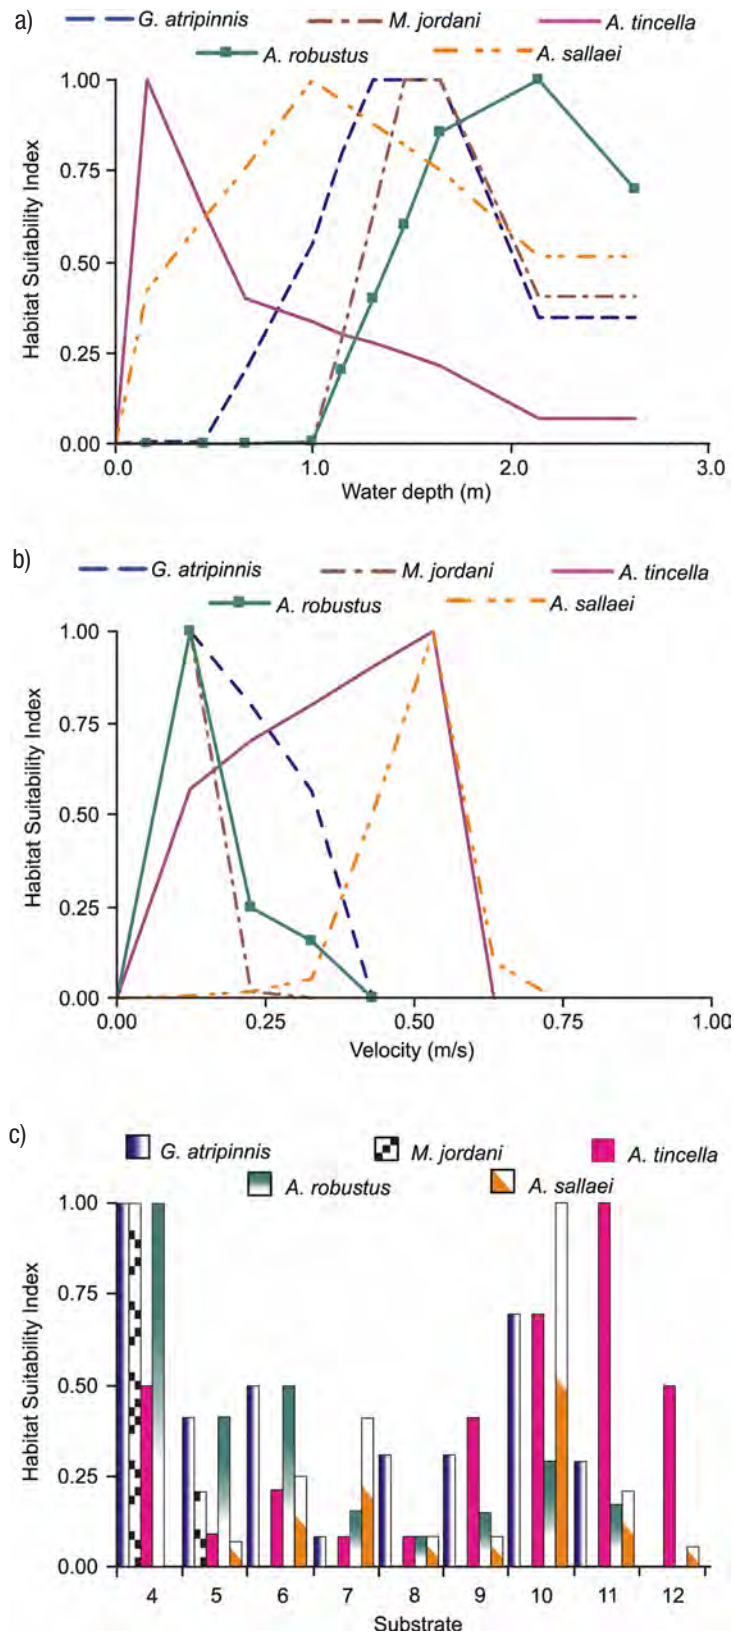 a)
G. atripinnis M. jordani A. tincella
A. robustus A. sallaei
1.00
0.75
0.50
0.25
0.00
Habitat Suitability Index
0.0 1.0 2.0 3.0
Water depth (m)
b)
G. atripinnis M. jordani A. tincella
A. robustus A. sallaei
1.00
0.75
0.50
0.25
0.00
Habitat Suitability Index
0.00 0.25 0.50 0.75 1.00
Velocity (m/s)
c)
G. atripinnis M. jordani A. tincella
A. robustus A. sallaei
1.00
0.75
0.50
0.25
0.00
Habitat Suitability Index
4 5 6 7 8 9 10 11 12
Substrate